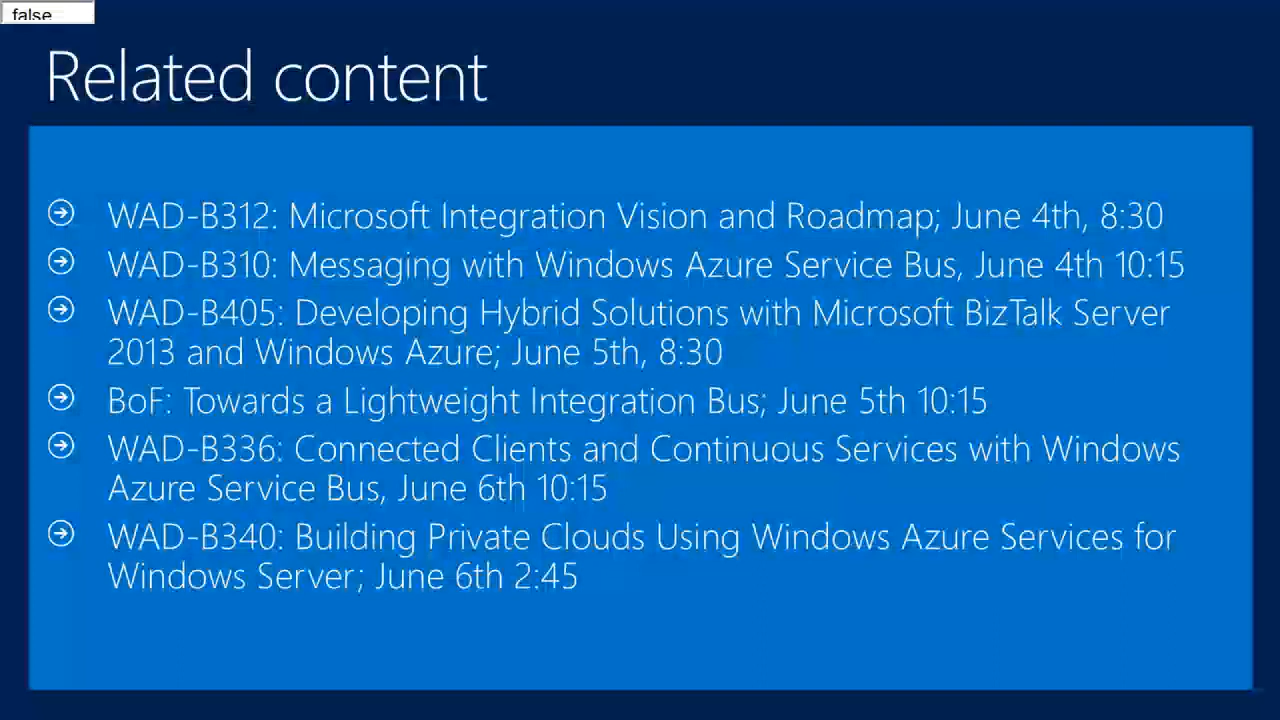 false
Related content
WAD-B312: Microsoft Integration Vision and Roadmap; June 4th, 8:30
WAD-B310: Messaging with Windows Azure Service Bus, June 4th 10:15
WAD-B405: Developing Hybrid Solutions with Microsoft BizTalk Server
2013 and Windows Azure; June 5th, 8:30
BoF: Towards a Lightweight Integration Bus; June 5th 10:15
WAD-B336: Connected Clients and Continuous Services with Windows
Azure Service Bus, June 6th 10:15
WAD-B340: Building Private Clouds Using Windows Azure Services for
Windows Server; June 6th 2:45